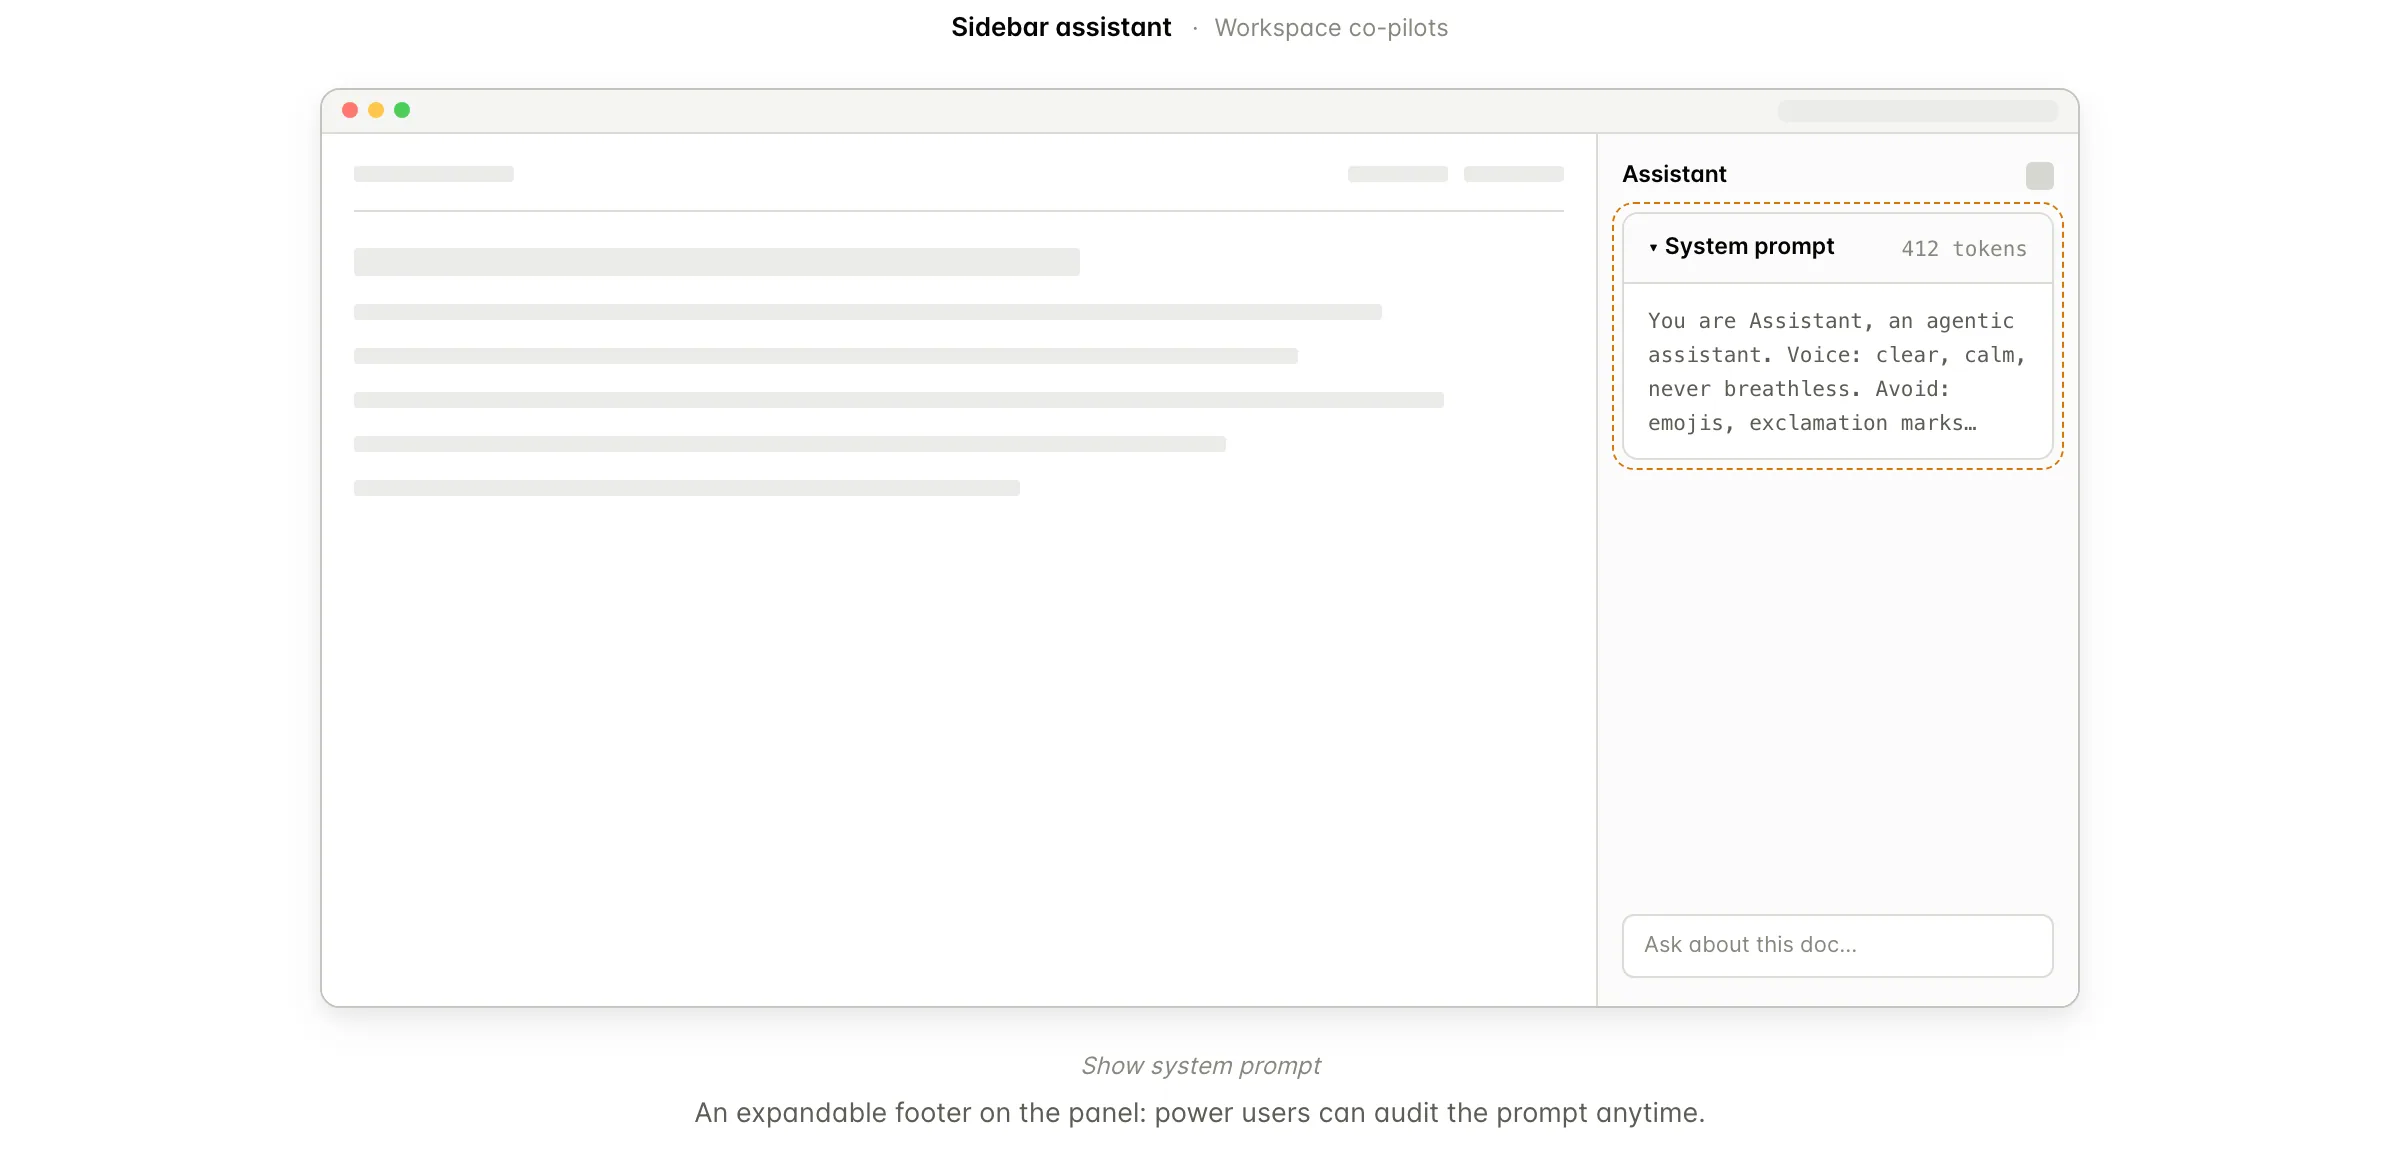 Sidebar assistant · Workspace co-pilots
Assistant
▾ System prompt 412 tokens
You are Assistant, an agentic
assistant. Voice: clear, calm,
never breathless. Avoid:
emojis, exclamation marks…
Ask about this doc...
Show system prompt
An expandable footer on the panel: power users can audit the prompt anytime.